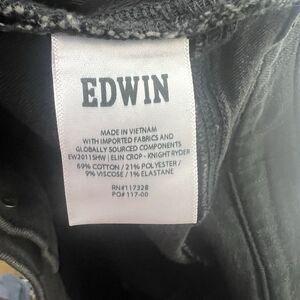 EDWIN
MADE IN VIETNAM
WITH IMPORTED FABRICS AND
GLOBALLY SOURCED COMPONENTS
EW20115HW | ELIN CROP - KNIGHT RYDER
69% COTTON / 21% POLYESTER /
9% VISCOSE / 1% ELASTANE
RN#117328
PO#117-00